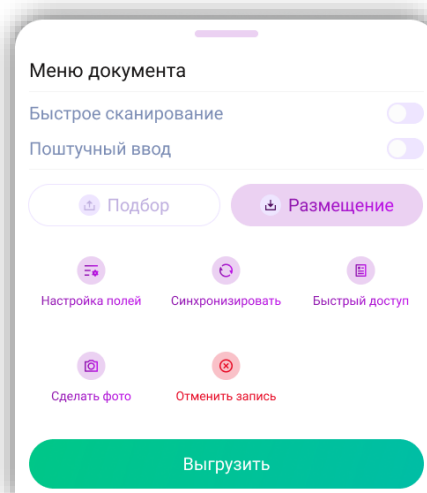 Меню документа
Быстрое сканирование
Поштучный ввод
Подбор
Размещение
Настройка полей
Синхронизировать
Быстрый доступ
Сделать фото
Отменить запись
Выгрузить